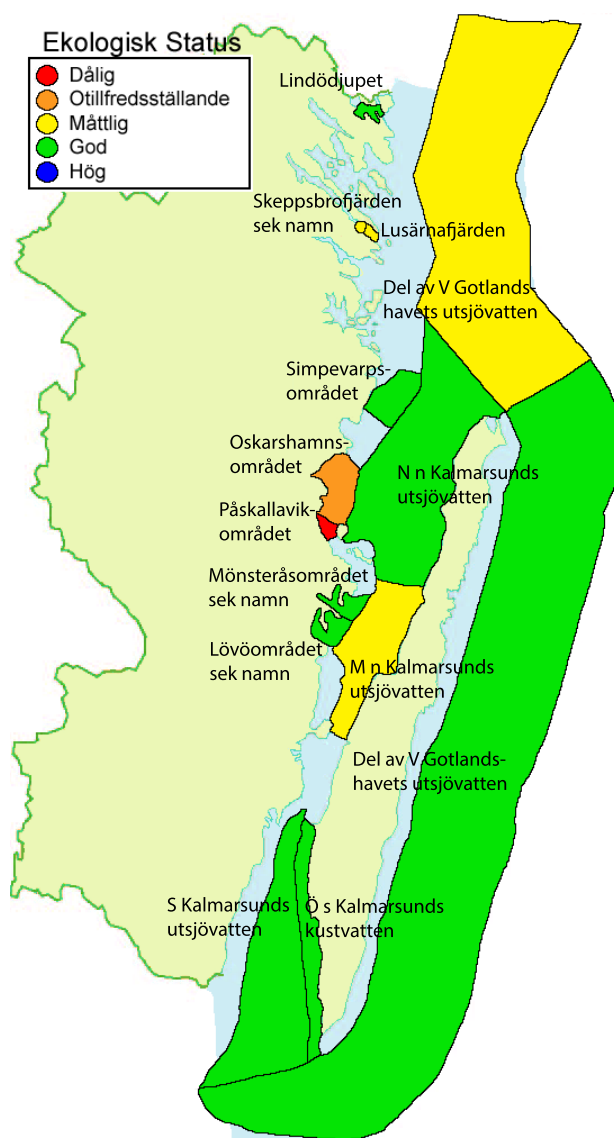 Ekologisk Status
Dålig
Otillfredsställande
Måttlig
God
Hög
Lindödjupet
Skeppsbrofjärden
sek namn
Lusärnafjärden
Del av V Gotlands-
havets utsjövatten
Simpevarps-
området
Oskarshamns-
området
N n Kalmarsunds
utsjövatten
Påskallavik-
området
Mönsteråsområdet
sek namn
Lövöområdet
sek namn
M n Kalmarsunds
utsjövatten
Del av V Gotlands-
havets utsjövatten
S Kalmarsunds
utsjövatten
Ö s Kalmarsunds
kustvatten